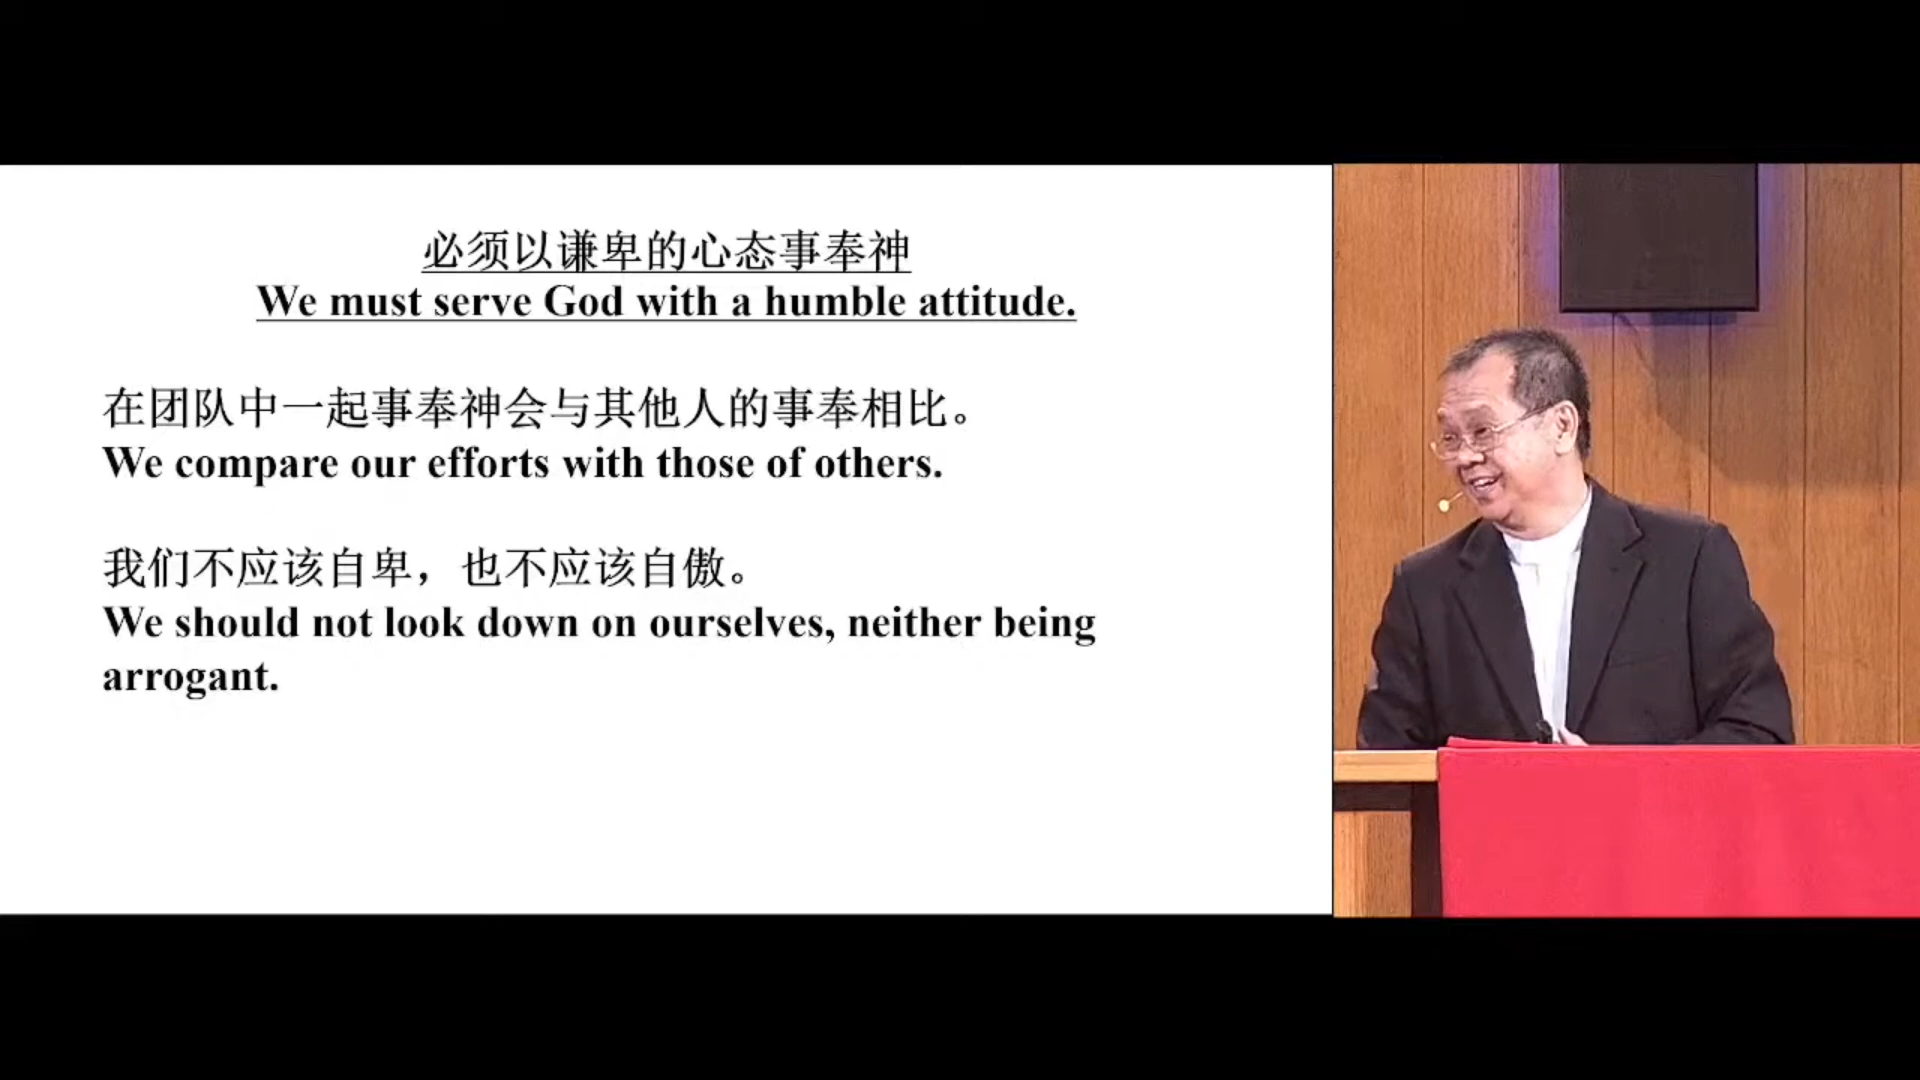 必须以谦卑的心态事奉神
We must serve God with a humble attitude.
在团队中一起事奉神会与其他人的事奉相比。
We compare our efforts with those of others.
我们不应该自卑，也不应该自傲。
We should not look down on ourselves, neither being
arrogant.